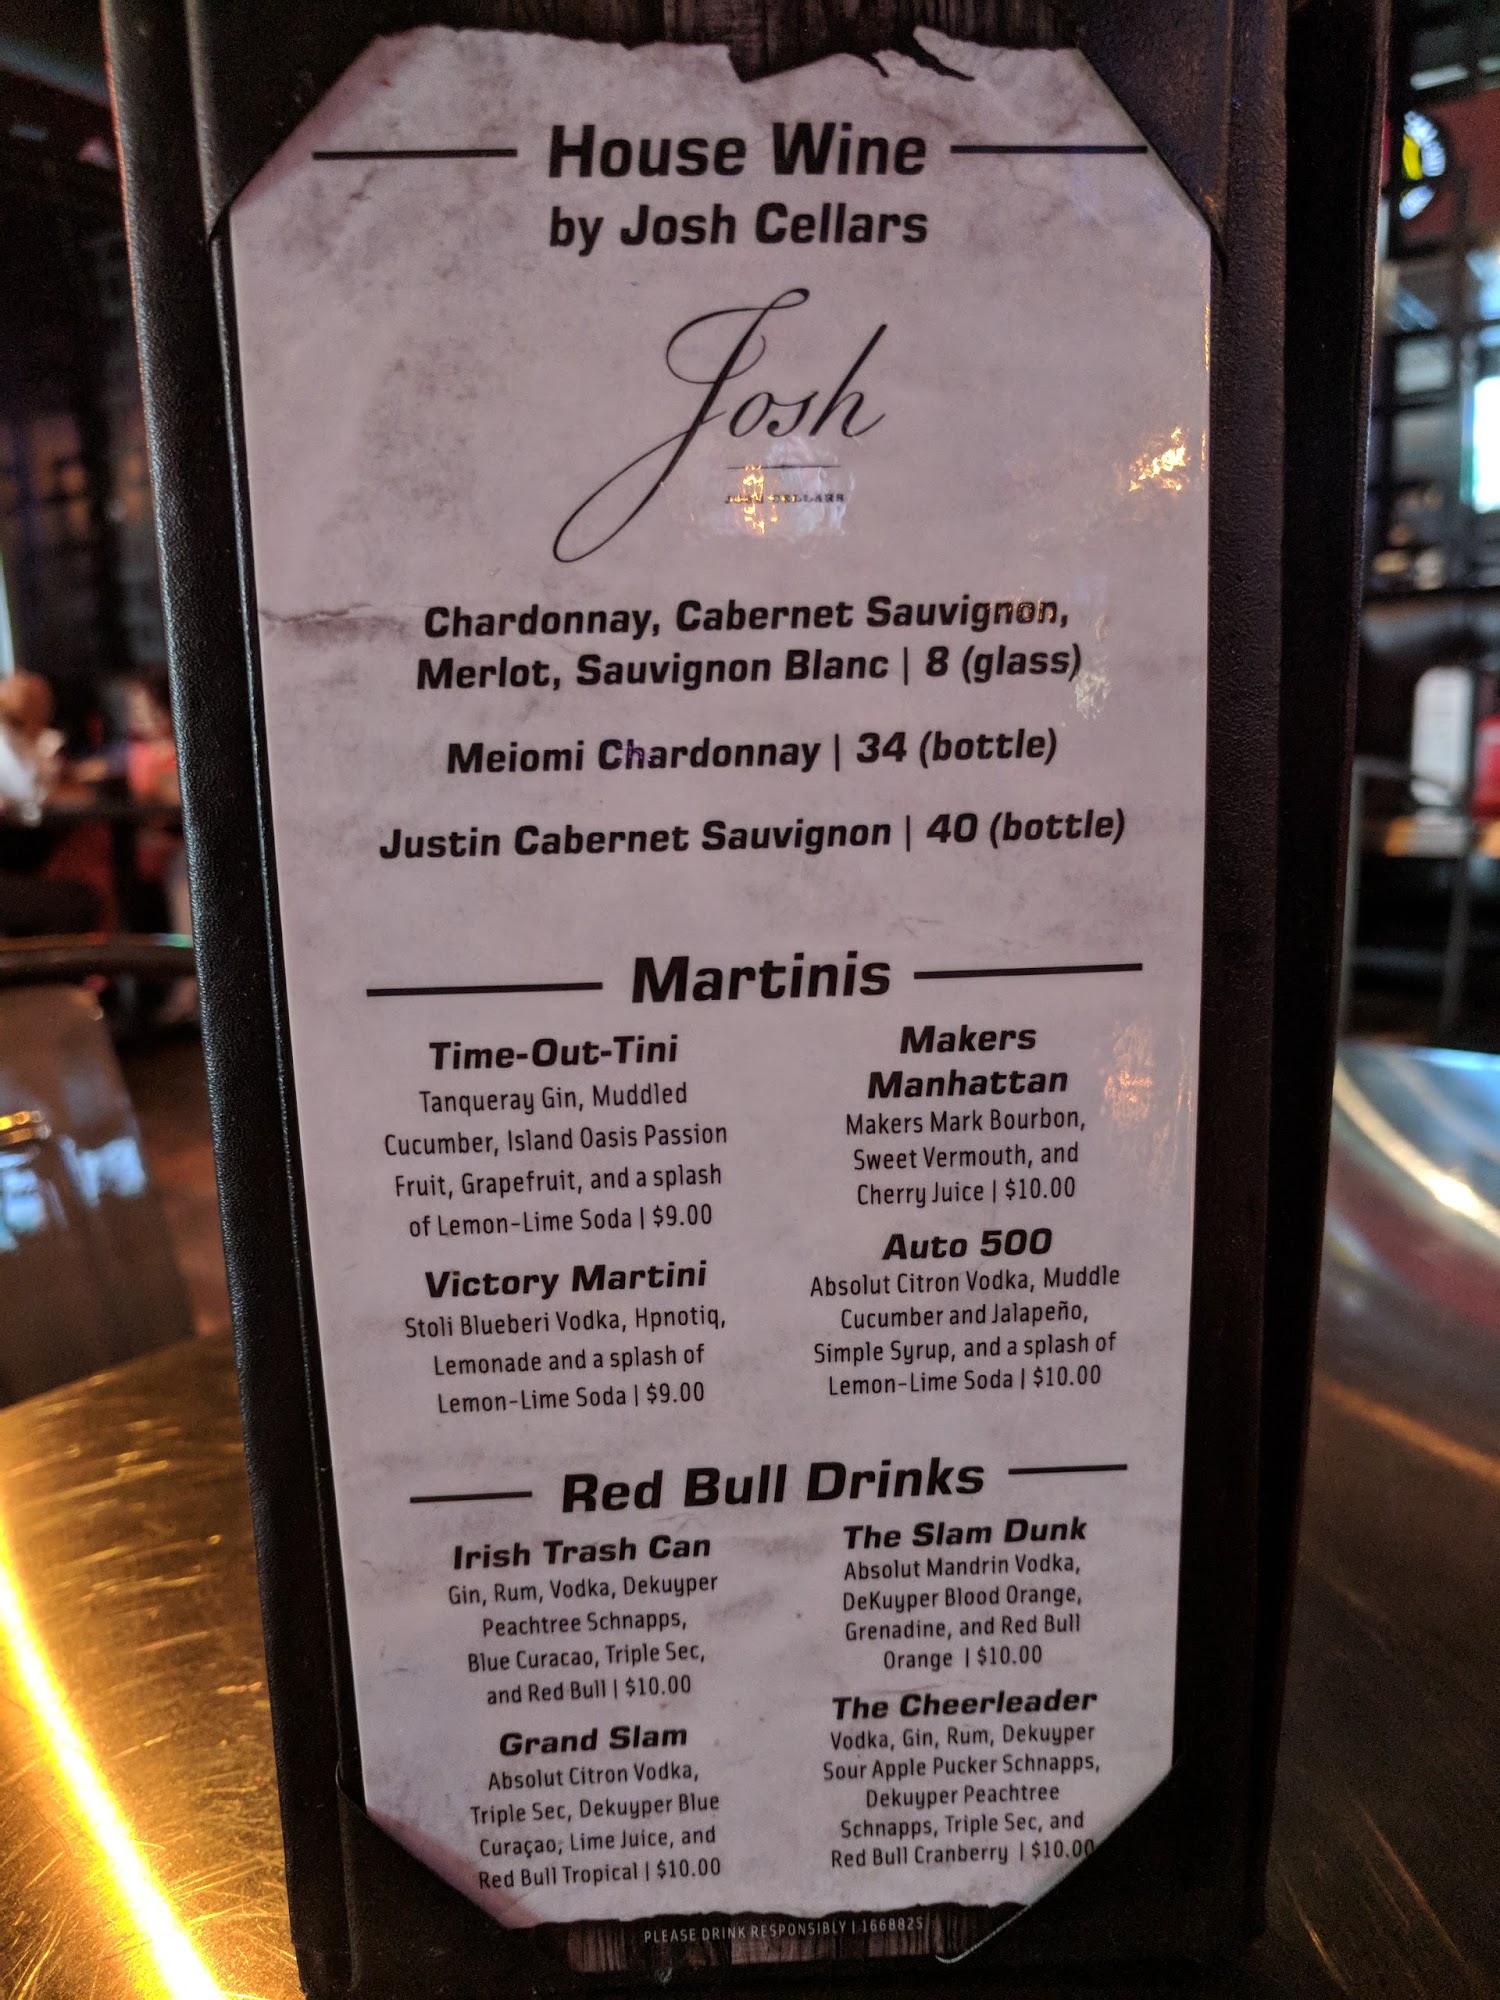 House Wine
by Josh Cellars
Josh
CELLARS
Chardonnay, Cabernet Sauvignon,
Merlot, Sauvignon Blanc | 8 (glass)
Meiomi Chardonnay | 34 (bottle)
Justin Cabernet Sauvignon | 40 (bottle)
Martinis
Time-Out-Tini
Tanqueray Gin, Muddled
Cucumber, Island Oasis Passion
Fruit, Grapefruit, and a splash
of Lemon-Lime Soda | $9.00
Victory Martini
Stoli Blueberi Vodka, Hpnotiq,
Lemonade and a splash of
Lemon-Lime Soda | $9.00
Makers
Manhattan
Makers Mark Bourbon,
Sweet Vermouth, and
Cherry Juice | $10.00
Auto 500
Absolut Citron Vodka, Muddle
Cucumber and Jalapeño,
Simple Syrup, and a splash of
Lemon-Lime Soda | $10.00
Red Bull Drinks
Irish Trash Can
Gin, Rum, Vodka, Dekuyper
Peachtree Schnapps,
Blue Curacao, Triple Sec,
and Red Bull | $10.00
Grand Slam
Absolut Citron Vodka,
Triple Sec, Dekuyper Blue
Curaçao, Lime Juice, and
Red Bull Tropical | $10.00
The Slam Dunk
Absolut Mandrin Vodka,
DeKuyper Blood Orange,
Grenadine, and Red Bull
Orange | $10.00
The Cheerleader
Vodka, Gin, Rum, Dekuyper
Sour Apple Pucker Schnapps,
Dekuyper Peachtree
Schnapps, Triple Sec, and
Red Bull Cranberry | $10.00
PLEASE DRINK RESPONSIBLY | 1668825